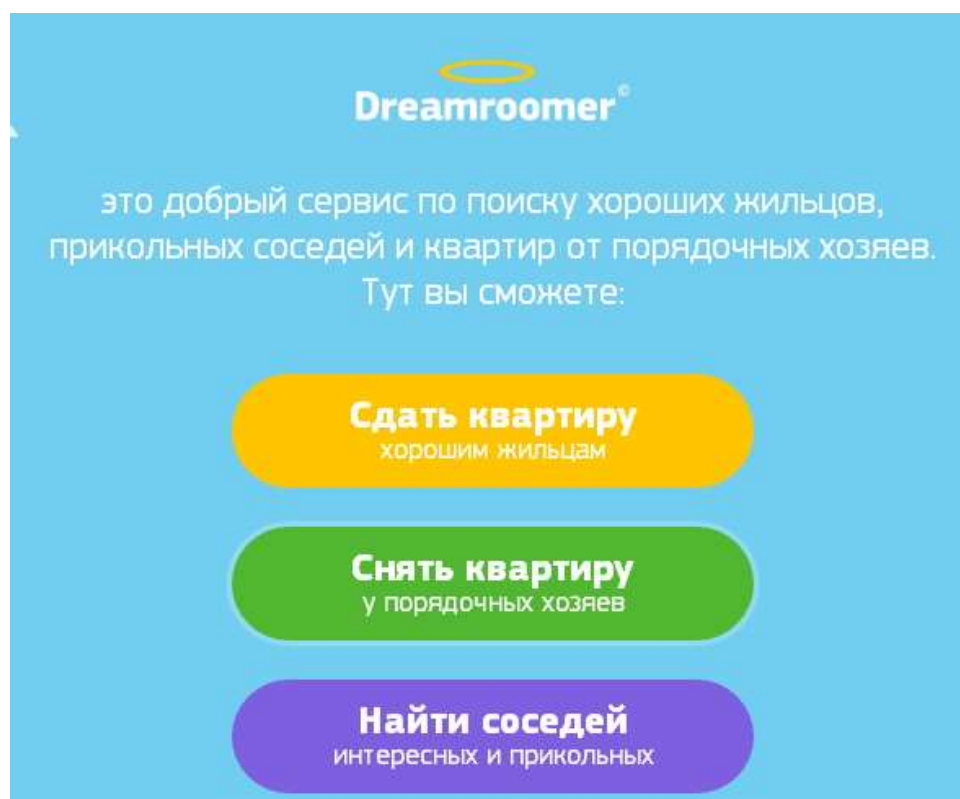 Dreamroomer©
это добрый сервис по поиску хороших жильцов,
прикольных соседей и квартир от порядочных хозяев.
Тут вы сможете:
Сдать квартиру
хорошим жильцам
Снять квартиру
у порядочных хозяев
Найти соседей
интересных и прикольных